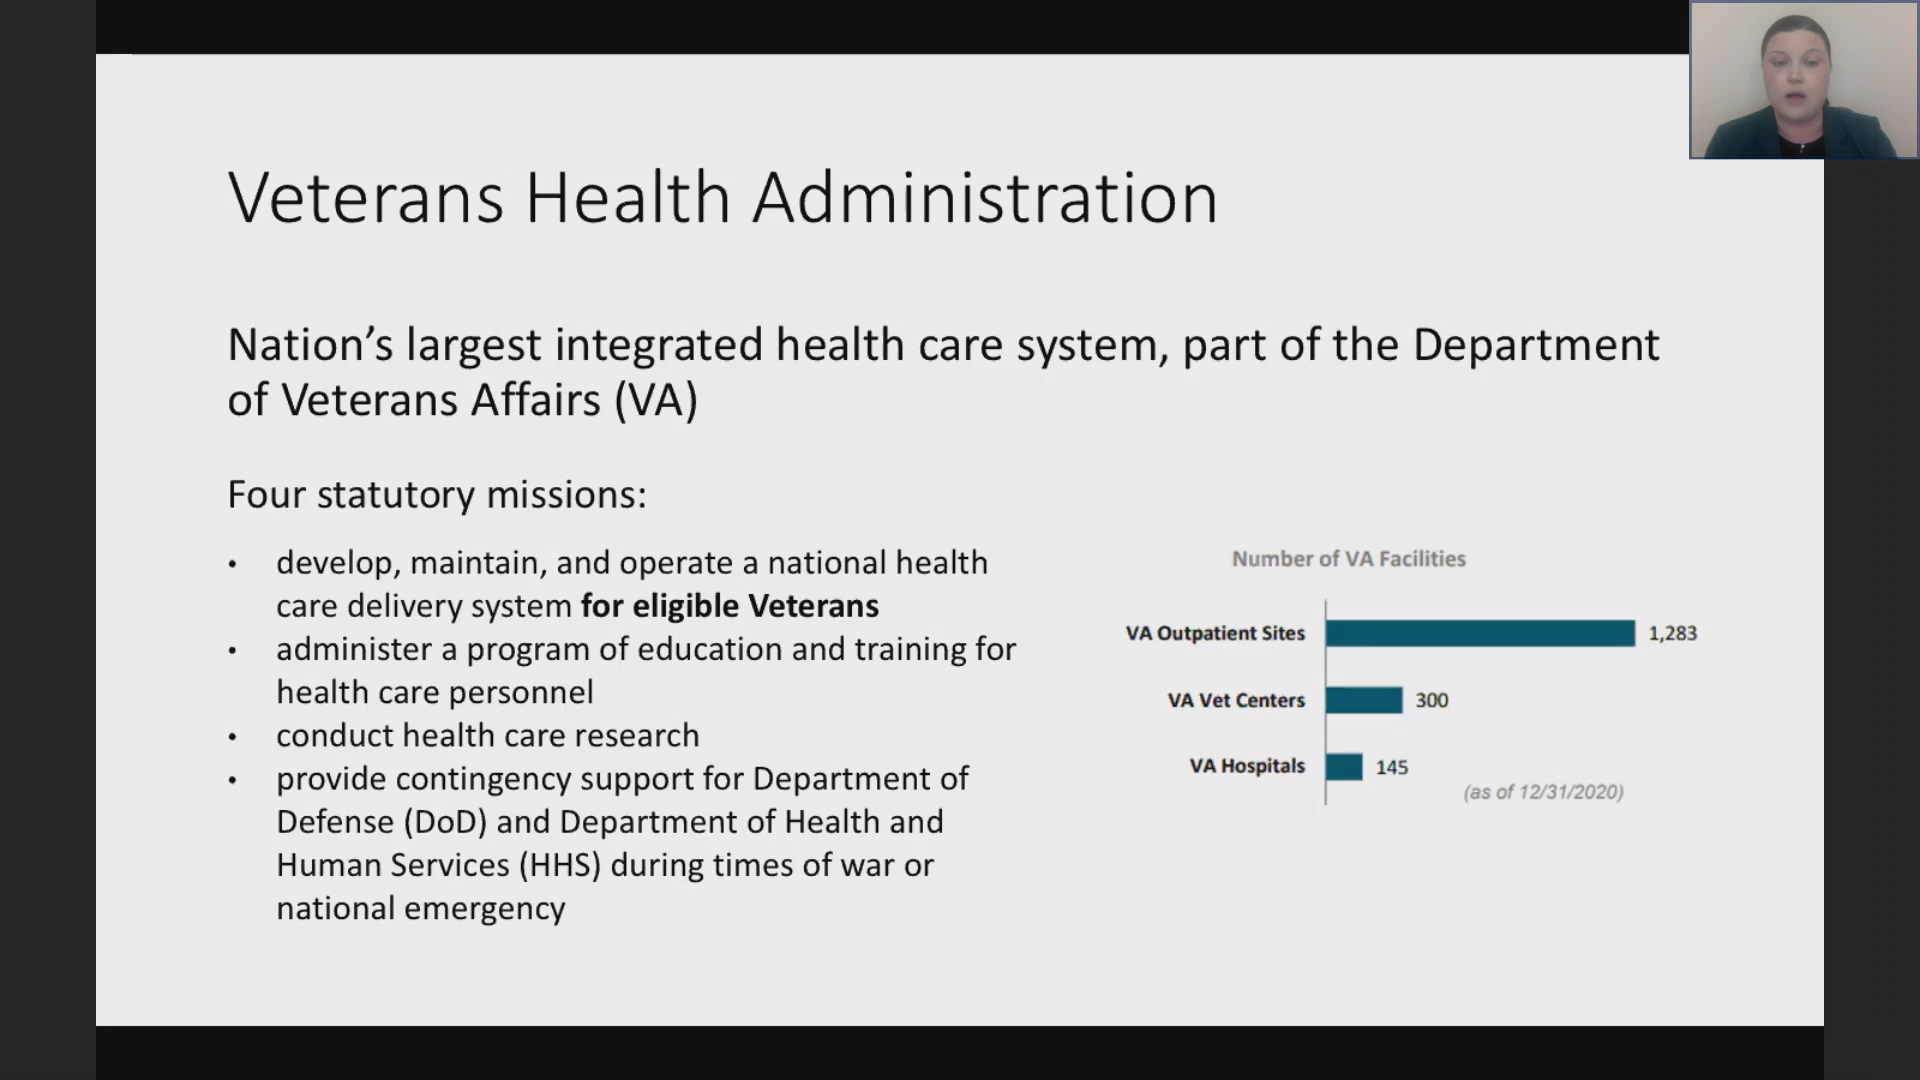 Veterans Health Administration
Nation’s largest integrated health care system, part of the Department
of Veterans Affairs (VA)
Four statutory missions:
• develop, maintain, and operate a national health
care delivery system for eligible Veterans
• administer a program of education and training for
health care personnel
• conduct health care research
• provide contingency support for Department of
Defense (DoD) and Department of Health and
Human Services (HHS) during times of war or
national emergency
Number of VA Facilities
VA Outpatient Sites 1,283
VA Vet Centers 300
VA Hospitals 145
(as of 12/31/2020)